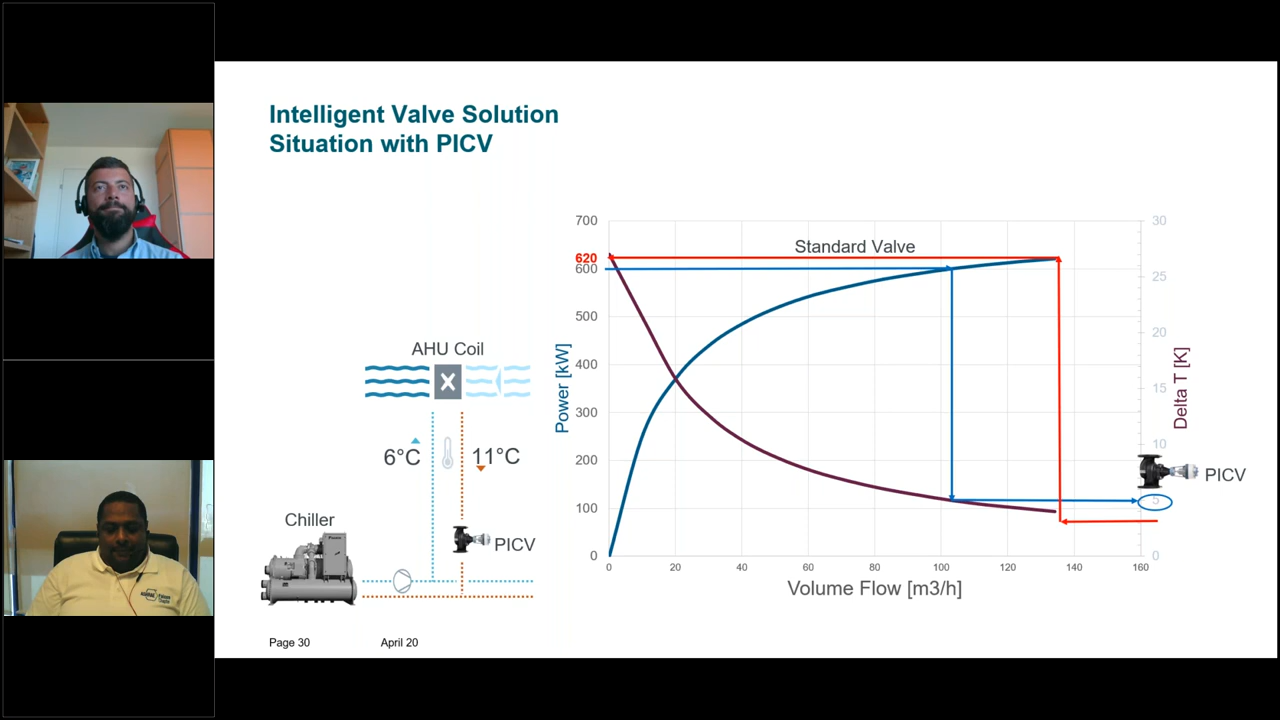 Intelligent Valve Solution
Situation with PICV
700
620
600
500
400
300
200
100
0
Power [kW]
Standard Valve
30
25
20
15
10
5
0
Delta T [K]
PICV
0 20 40 60 80 100 120 140 160
Volume Flow [m3/h]
AHU Coil
X
6°C
11°C
Chiller
PICV
Page 30
April 20